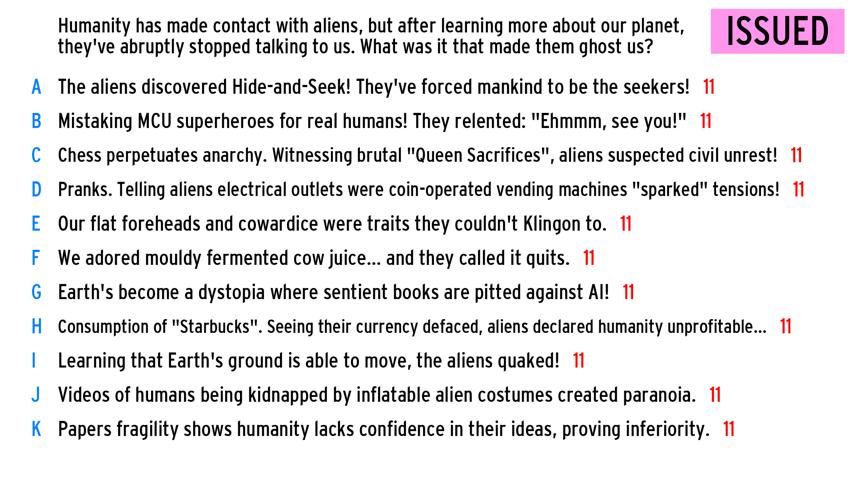 Humanity has made contact with aliens, but after learning more about our planet,
they've abruptly stopped talking to us. What was it that made them ghost us?
ISSUED
A The aliens discovered Hide-and-Seek! They've forced mankind to be the seekers! 11
B Mistaking MCU superheroes for real humans! They relented: "Ehmmm, see you!" 11
C Chess perpetuates anarchy. Witnessing brutal "Queen Sacrifices", aliens suspected civil unrest! 11
D Pranks. Telling aliens electrical outlets were coin-operated vending machines "sparked" tensions! 11
E Our flat foreheads and cowardice were traits they couldn't Klingon to. 11
F We adored mouldy fermented cow juice... and they called it quits. 11
G Earth's become a dystopia where sentient books are pitted against AI! 11
H Consumption of "Starbucks". Seeing their currency defaced, aliens declared humanity unprofitable... 11
I Learning that Earth's ground is able to move, the aliens quaked! 11
J Videos of humans being kidnapped by inflatable alien costumes created paranoia. 11
K Papers fragility shows humanity lacks confidence in their ideas, proving inferiority. 11